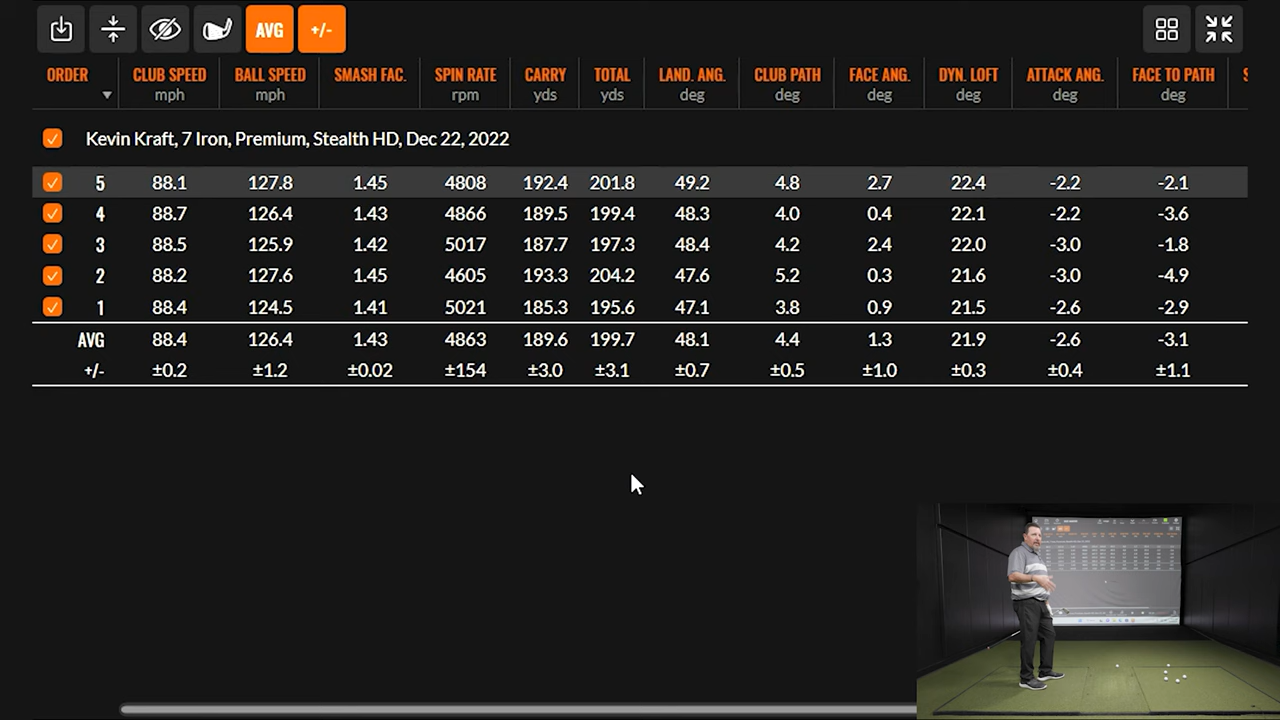 AVG +/-
ORDER CLUB SPEED BALL SPEED SMASH FAC. SPIN RATE CARRY TOTAL LAND. ANG. CLUB PATH FACE ANG. DYN. LOFT ATTACK ANG. FACE TO PATH S
mph mph rpm yds yds deg deg deg deg deg deg
Kevin Kraft, 7 Iron, Premium, Stealth HD, Dec 22, 2022
5 88.1 127.8 1.45 4808 192.4 201.8 49.2 4.8 2.7 22.4 -2.2 -2.1
4 88.7 126.4 1.43 4866 189.5 199.4 48.3 4.0 0.4 22.1 -2.2 -3.6
3 88.5 125.9 1.42 5017 187.7 197.3 48.4 4.2 2.4 22.0 -3.0 -1.8
2 88.2 127.6 1.45 4605 193.3 204.2 47.6 5.2 0.3 21.6 -3.0 -4.9
1 88.4 124.5 1.41 5021 185.3 195.6 47.1 3.8 0.9 21.5 -2.6 -2.9
AVG 88.4 126.4 1.43 4863 189.6 199.7 48.1 4.4 1.3 21.9 -2.6 -3.1
+/- ±0.2 ±1.2 ±0.02 ±154 ±3.0 ±3.1 ±0.7 ±0.5 ±1.0 ±0.3 ±0.4 ±1.1